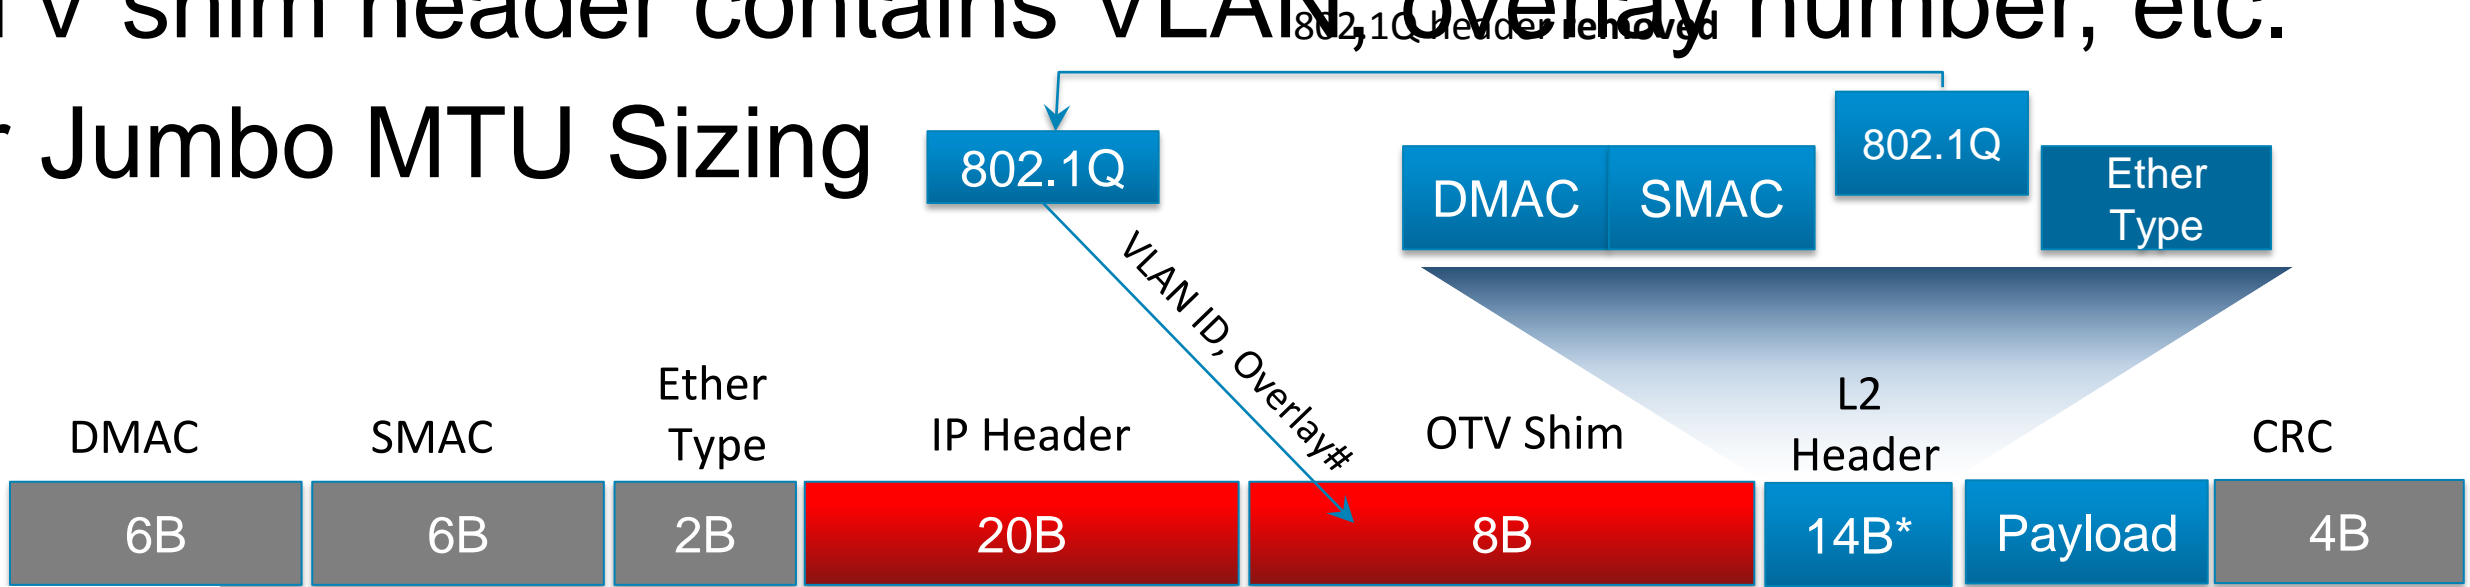 TV shim header contains VLAN, overlay number, etc.
802.1Q header removed
r Jumbo MTU Sizing
802.1Q
DMAC
SMAC
802.1Q
Ether
Type
VLAN ID, Overlay#
DMAC
SMAC
Ether
Type
IP Header
OTV Shim
L2
Header
CRC
6B
6B
2B
20B
8B
14B*
Payload
4B